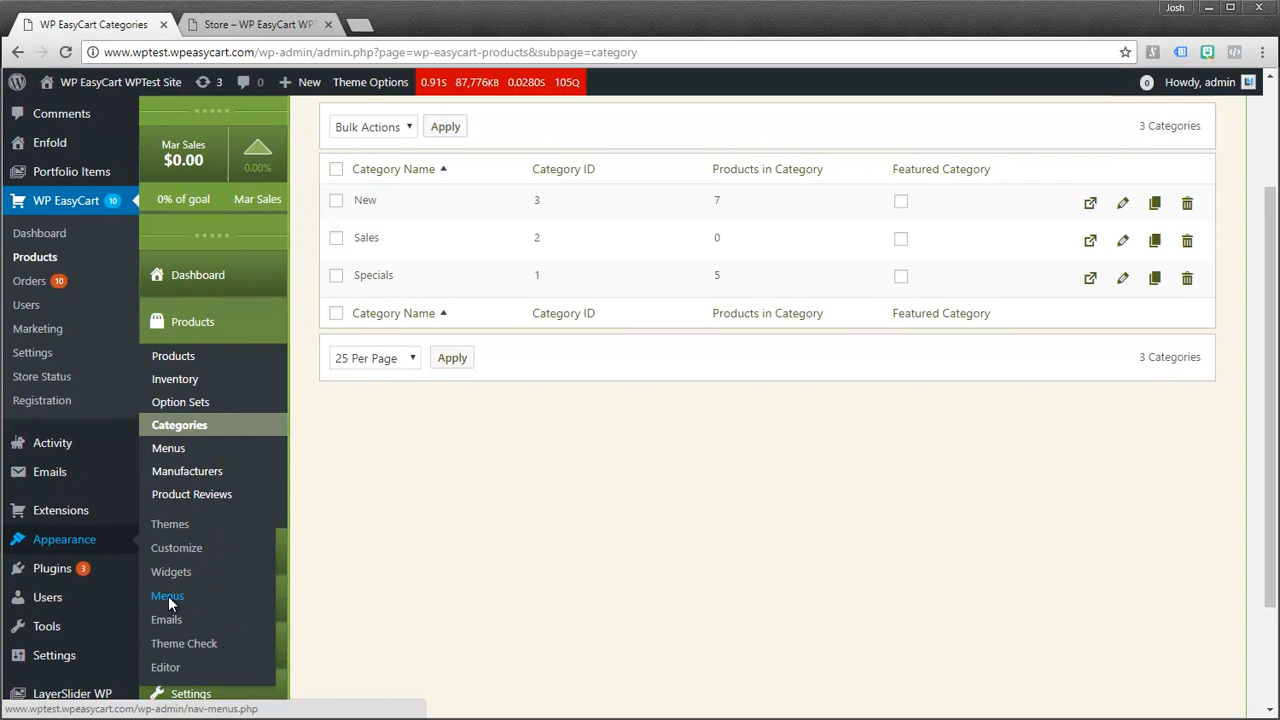 Josh
WP EasyCart Categories
Store – WP EasyCart WPT
www.wptest.wpeasycart.com/wp-admin/admin.php?page=wp-easycart-products&subpage=category
WP EasyCart WPTest Site
3
0
New
Theme Options
0.91S
87,776KB
0.0280S
105Q
0
Howdy, admin
Comments
Enfold
Portfolio Items
WP EasyCart 10
Dashboard
Products
Orders 10
Users
Marketing
Settings
Store Status
Registration
Activity
Emails
Extensions
Appearance
Plugins 3
Users
Tools
Settings
LayerSlider WP
Mar Sales
$0.00
0.00%
0% of goal
Mar Sales
Dashboard
Products
Products
Inventory
Option Sets
Categories
Menus
Manufacturers
Product Reviews
Themes
Customize
Widgets
Menus
Emails
Theme Check
Editor
Settings
Bulk Actions
Apply
3 Categories
Category Name
Category ID
Products in Category
Featured Category
New
3
7
Sales
2
0
Specials
1
5
Category Name
Category ID
Products in Category
Featured Category
25 Per Page
Apply
3 Categories
www.wptest.wpeasycart.com/wp-admin/nav-menus.php